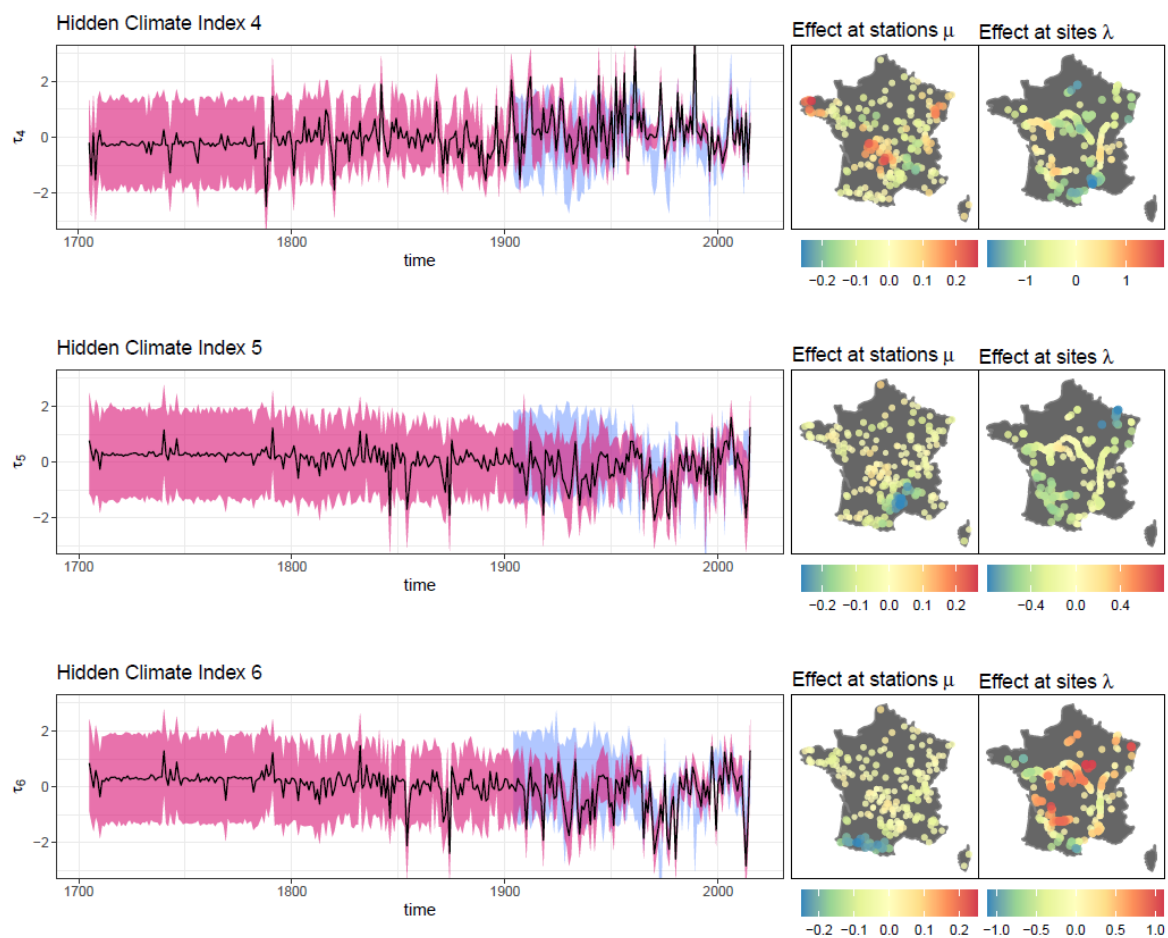 Hidden Climate Index 4
Effect at stations μ
Effect at sites λ
τ4
2
0
−2
1700
1800
1900
2000
time
−0.2 −0.1 0.0 0.1 0.2
−1 0 1
Hidden Climate Index 5
Effect at stations μ
Effect at sites λ
τ5
2
0
−2
1700
1800
1900
2000
time
−0.2 −0.1 0.0 0.1 0.2
−0.4 0.0 0.4
Hidden Climate Index 6
Effect at stations μ
Effect at sites λ
τ6
2
0
−2
1700
1800
1900
2000
time
−0.2 −0.1 0.0 0.1 0.2
−1.0 −0.5 0.0 0.5 1.0